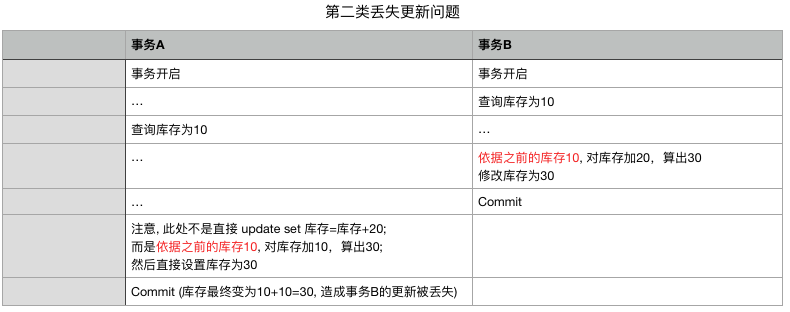 第二类丢失更新问题
事务A 事务B
事务开启 事务开启
… 查询库存为10
查询库存为10 …
… 依据之前的库存10, 对库存加20，算出30
修改库存为30
… Commit
注意, 此处不是直接 update set 库存=库存+20;
而是依据之前的库存10, 对库存加10，算出30;
然后直接设置库存为30
Commit (库存最终变为10+10=30, 造成事务B的更新被丢失)